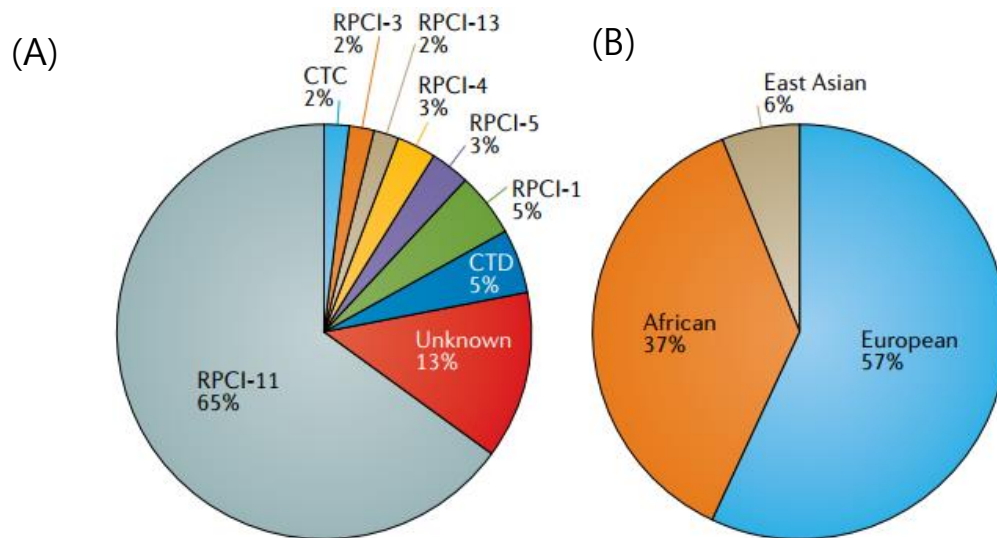 (A)
RPCI-3
2%
RPCI-13
2%
CTC
2%
RPCI-4
3%
RPCI-5
3%
RPCI-1
5%
CTD
5%
Unknown
13%
RPCI-11
65%
(B)
East Asian
6%
African
37%
European
57%